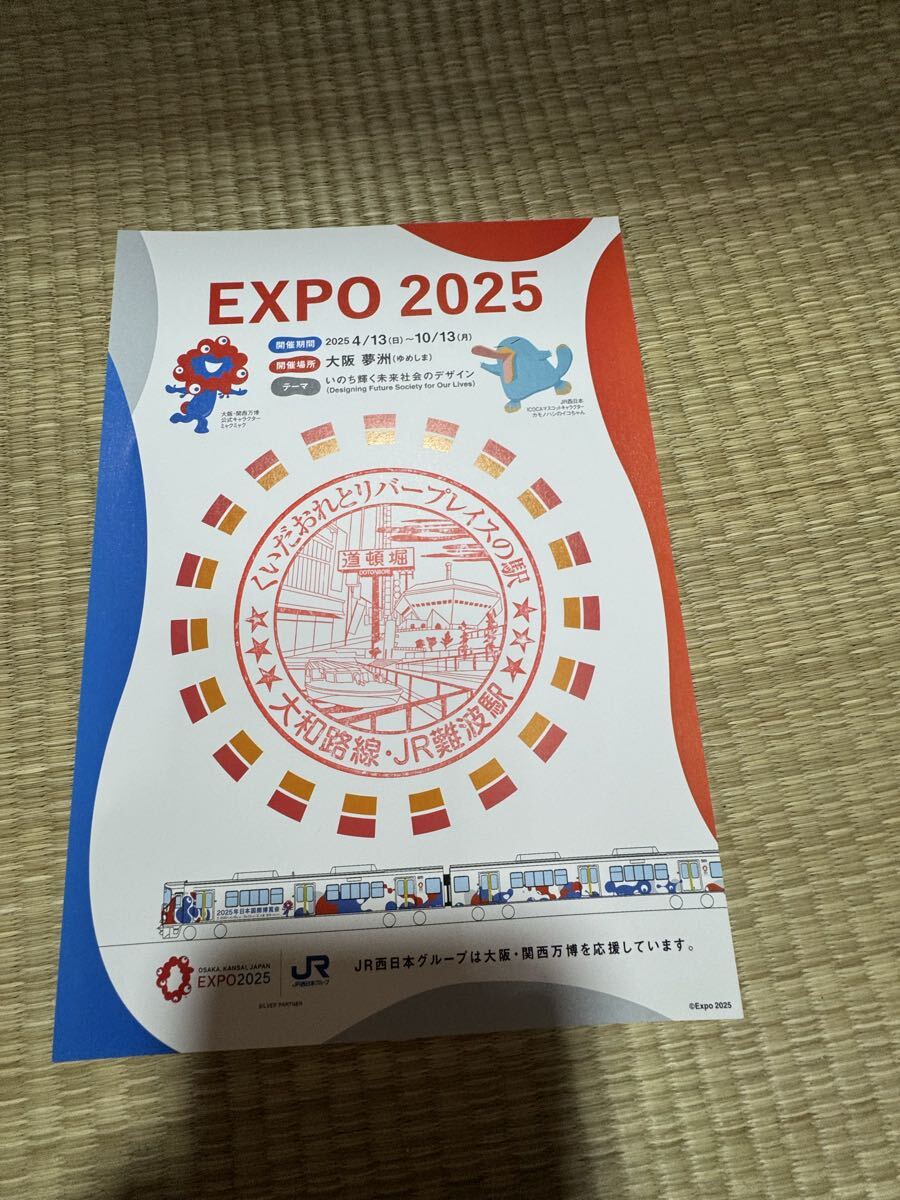 EXPO 2025
開催期間 2025 4/13(日)~10/13(月)
開催場所 大阪 夢洲(ゆめしま)
テーマ いのち輝く未来社会のデザイン
(Designing Future Society for Our Lives)
大阪・関西万博
公式キャラクター
ミャクミャク
JR西日本
ICOCAマスコットキャラクター
カモノハシのイコちゃん
くいだおれとリバープレイスの駅
道頓堀
DOTONBORI
大和路線・JR難波駅
2025年日本国際博覧会
OSAKA, KANSAI, JAPAN
EXPO2025
JR
JR西日本グループ
JR西日本グループは大阪・関西万博を応援しています。
SILVER PARTNER
©Expo 2025